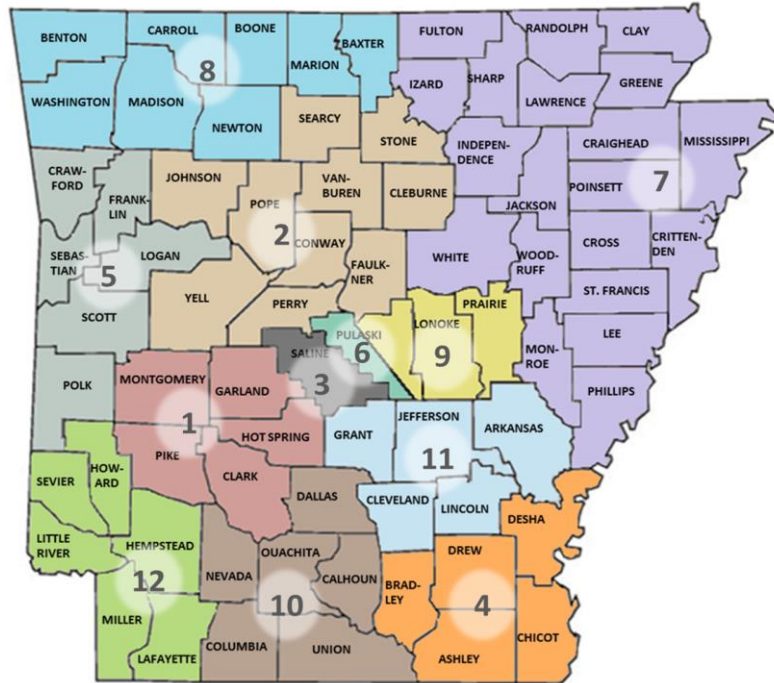 BENTON
CARROLL
BOONE
MARION
BAXTER
FULTON
RANDOLPH
CLAY
8
IZARD
SHARP
GREENE
WASHINGTON
MADISON
NEWTON
LAWRENCE
SEARCY
STONE
INDEPEN-
DENCE
CRAIGHEAD
MISSISSIPPI
CRAW-
FORD
FRANK-
LIN
JOHNSON
POPE
VAN-
BUREN
CLEBURNE
JACKSON
POINSETT
7
2
CONWAY
SEBAS-
TIAN
LOGAN
5
FAULK-
NER
WHITE
WOOD-
RUFF
CROSS
CRITTEN-
DEN
SCOTT
YELL
PERRY
ST. FRANCIS
PULASKI
LONOKE
PRAIRIE
SALINE
6
9
MON-
ROE
LEE
POLK
MONTGOMERY
GARLAND
3
PHILLIPS
1
HOT SPRING
GRANT
JEFFERSON
ARKANSAS
PIKE
CLARK
11
SEVIER
HOW-
ARD
DALLAS
CLEVELAND
LINCOLN
DESHA
LITTLE
RIVER
HEMPSTEAD
NEVADA
OUACHITA
CALHOUN
BRAD-
LEY
DREW
12
10
4
MILLER
LAFAYETTE
COLUMBIA
UNION
ASHLEY
CHICOT